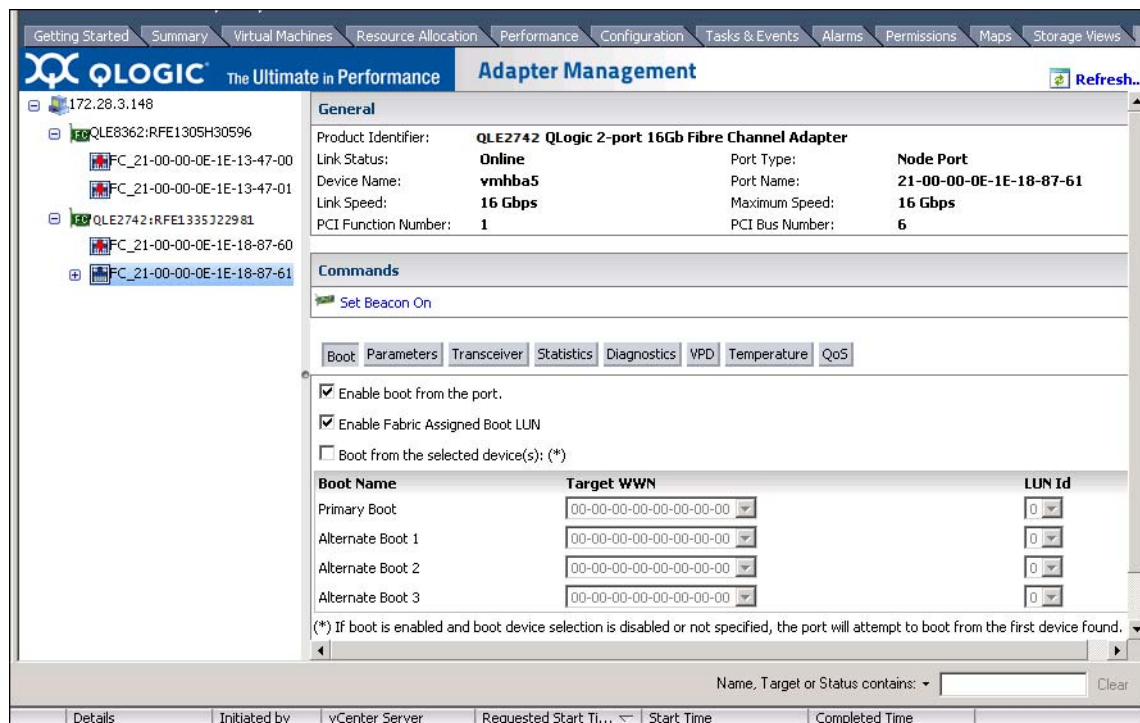 Getting Started Summary Virtual Machines Resource Allocation Performance Configuration Tasks & Events Alarms Permissions Maps Storage Views
QLOGIC The Ultimate in Performance Adapter Management Refresh..
172.28.3.148
QLE8362:RFE1305H30596
FC_21-00-00-0E-1E-13-47-00
FC_21-00-00-0E-1E-13-47-01
QLE2742:RFE1335J22981
FC_21-00-00-0E-1E-18-87-60
FC_21-00-00-0E-1E-18-87-61
General
Product Identifier: QLE2742 QLogic 2-port 16Gb Fibre Channel Adapter
Link Status: Online Port Type: Node Port
Device Name: vmhba5 Port Name: 21-00-00-0E-1E-18-87-61
Link Speed: 16 Gbps Maximum Speed: 16 Gbps
PCI Function Number: 1 PCI Bus Number: 6
Commands
Set Beacon On
Boot Parameters Transceiver Statistics Diagnostics VPD Temperature QoS
Enable boot from the port.
Enable Fabric Assigned Boot LUN
Boot from the selected device(s): (*)
Boot Name Target WWN LUN Id
Primary Boot 00-00-00-00-00-00-00-00 0
Alternate Boot 1 00-00-00-00-00-00-00-00 0
Alternate Boot 2 00-00-00-00-00-00-00-00 0
Alternate Boot 3 00-00-00-00-00-00-00-00 0
(*) If boot is enabled and boot device selection is disabled or not specified, the port will attempt to boot from the first device found.
Name, Target or Status contains: Clear
Details Initiated by vCenter Server Requested Start Ti... Start Time Completed Time